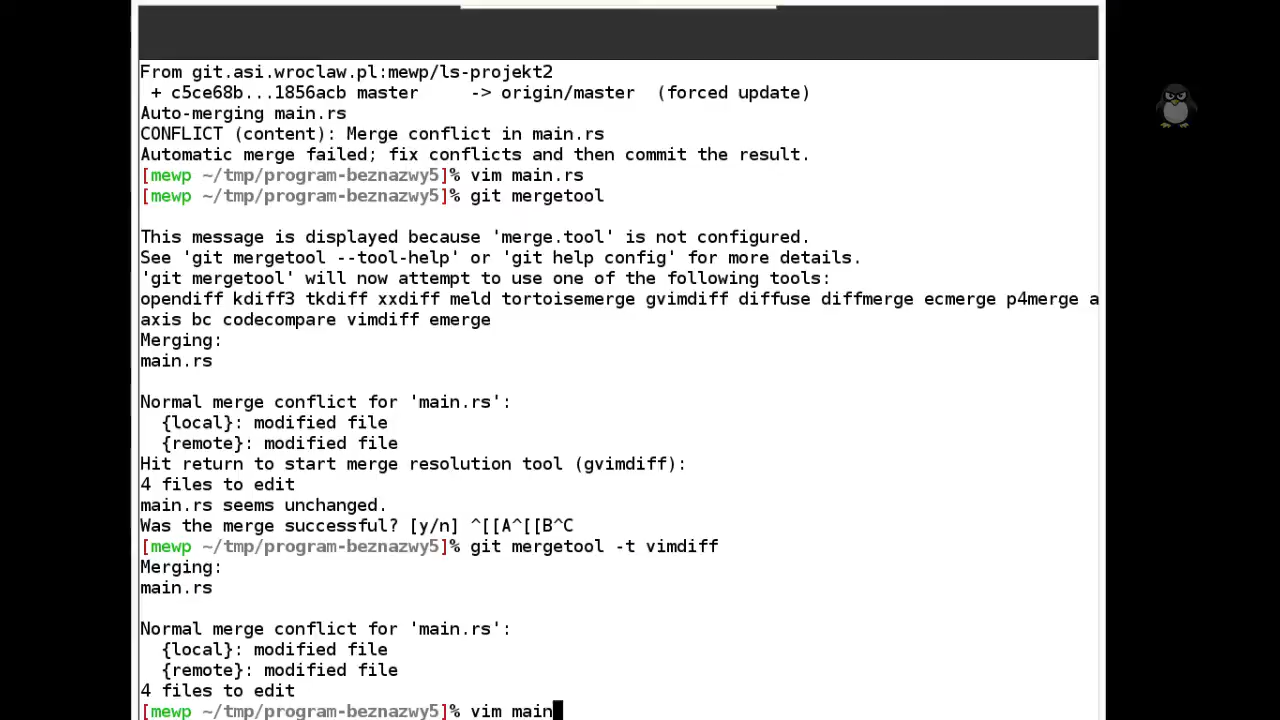 From git.asi.wroclaw.pl:mewp/ls-projekt2
 + c5ce68b...1856acb master     -> origin/master  (forced update)
Auto-merging main.rs
CONFLICT (content): Merge conflict in main.rs
Automatic merge failed; fix conflicts and then commit the result.
[mewp ~/tmp/program-beznazwy5]% vim main.rs
[mewp ~/tmp/program-beznazwy5]% git mergetool

This message is displayed because 'merge.tool' is not configured.
See 'git mergetool --tool-help' or 'git help config' for more details.
'git mergetool' will now attempt to use one of the following tools:
opendiff kdiff3 tkdiff xxdiff meld tortoisemerge gvimdiff diffuse diffmerge ecmerge p4merge a
axis bc codecompare vimdiff emerge
Merging:
main.rs

Normal merge conflict for 'main.rs':
  {local}: modified file
  {remote}: modified file
Hit return to start merge resolution tool (gvimdiff):
4 files to edit
main.rs seems unchanged.
Was the merge successful? [y/n] ^[[A^[[B^C
[mewp ~/tmp/program-beznazwy5]% git mergetool -t vimdiff
Merging:
main.rs

Normal merge conflict for 'main.rs':
  {local}: modified file
  {remote}: modified file
4 files to edit
[mewp ~/tmp/program-beznazwy5]% vim main